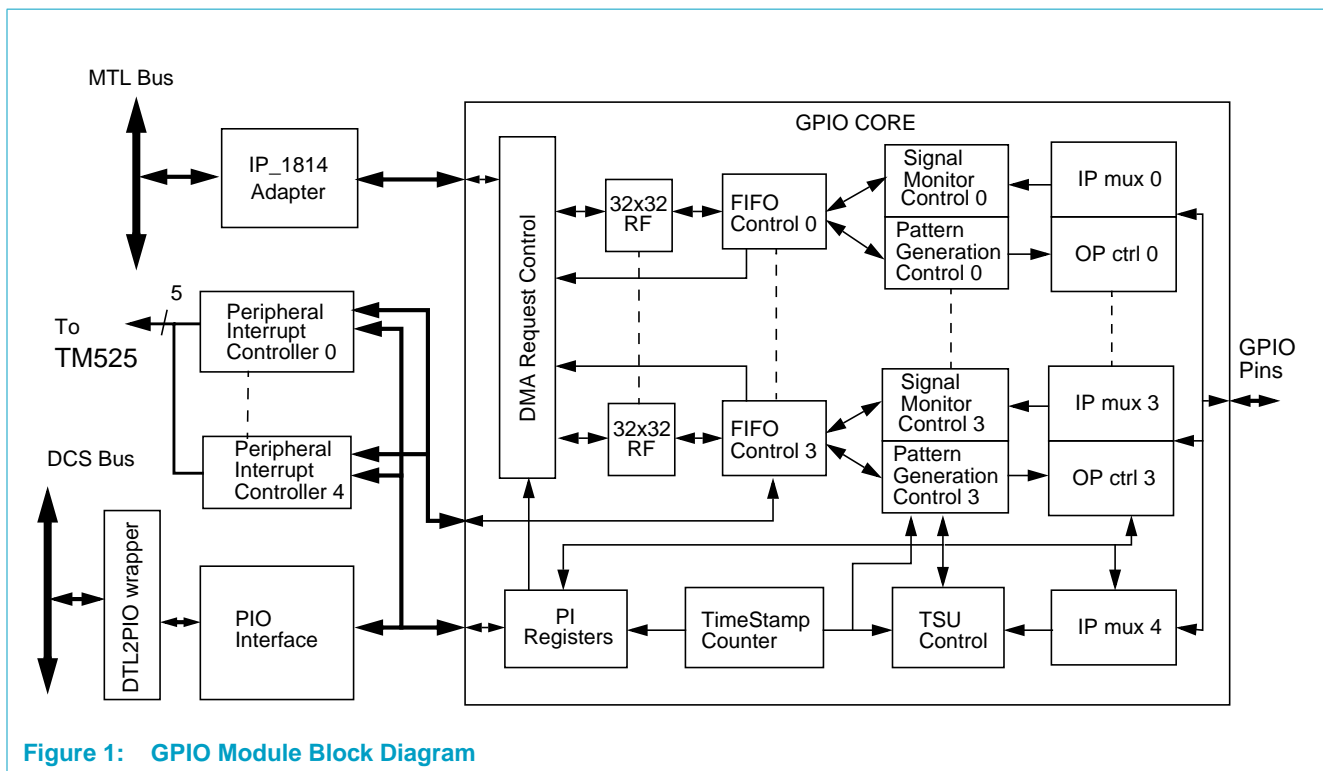 MTL Bus
IP_1814
Adapter
5
To
TM525
Peripheral
Interrupt
Controller 0
Peripheral
Interrupt
Controller 4
DCS Bus
DTL2PIO wrapper
PIO
Interface
GPIO CORE
DMA Request Control
32x32
RF
FIFO
Control 0
Signal
Monitor
Control 0
Pattern
Generation
Control 0
IP mux 0
OP ctrl 0
32x32
RF
FIFO
Control 3
Signal
Monitor
Control 3
Pattern
Generation
Control 3
IP mux 3
OP ctrl 3
GPIO
Pins
PI
Registers
TimeStamp
Counter
TSU
Control
IP mux 4
Figure 1: GPIO Module Block Diagram